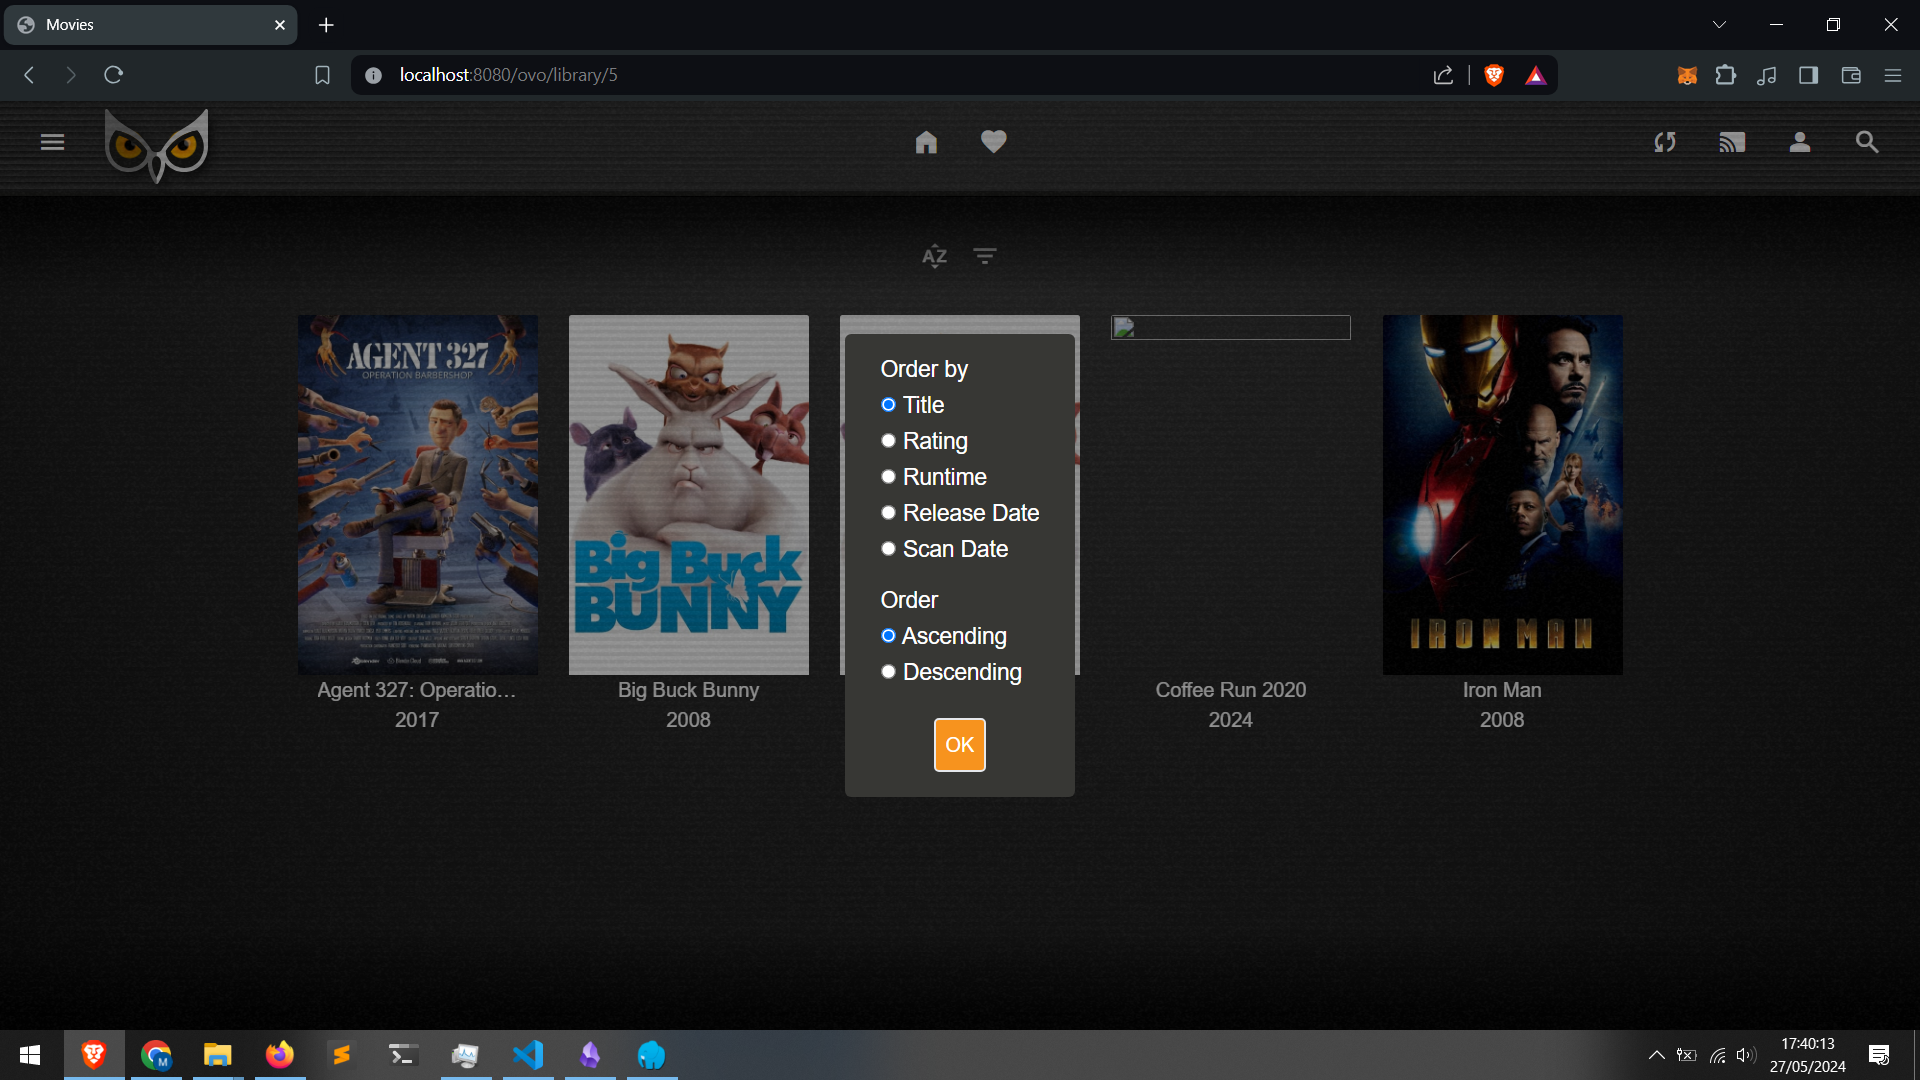 Movies
localhost:8080/ovo/library/5
AZ
AGENT 327
OPERATION BARBERSHOP
Big Buck
BUNNY
IRON MAN
Order by
Title
Rating
Runtime
Release Date
Scan Date
Order
Ascending
Descending
OK
Agent 327: Operatio...
2017
Big Buck Bunny
2008
Coffee Run 2020
2024
Iron Man
2008
M
17:40:13
27/05/2024